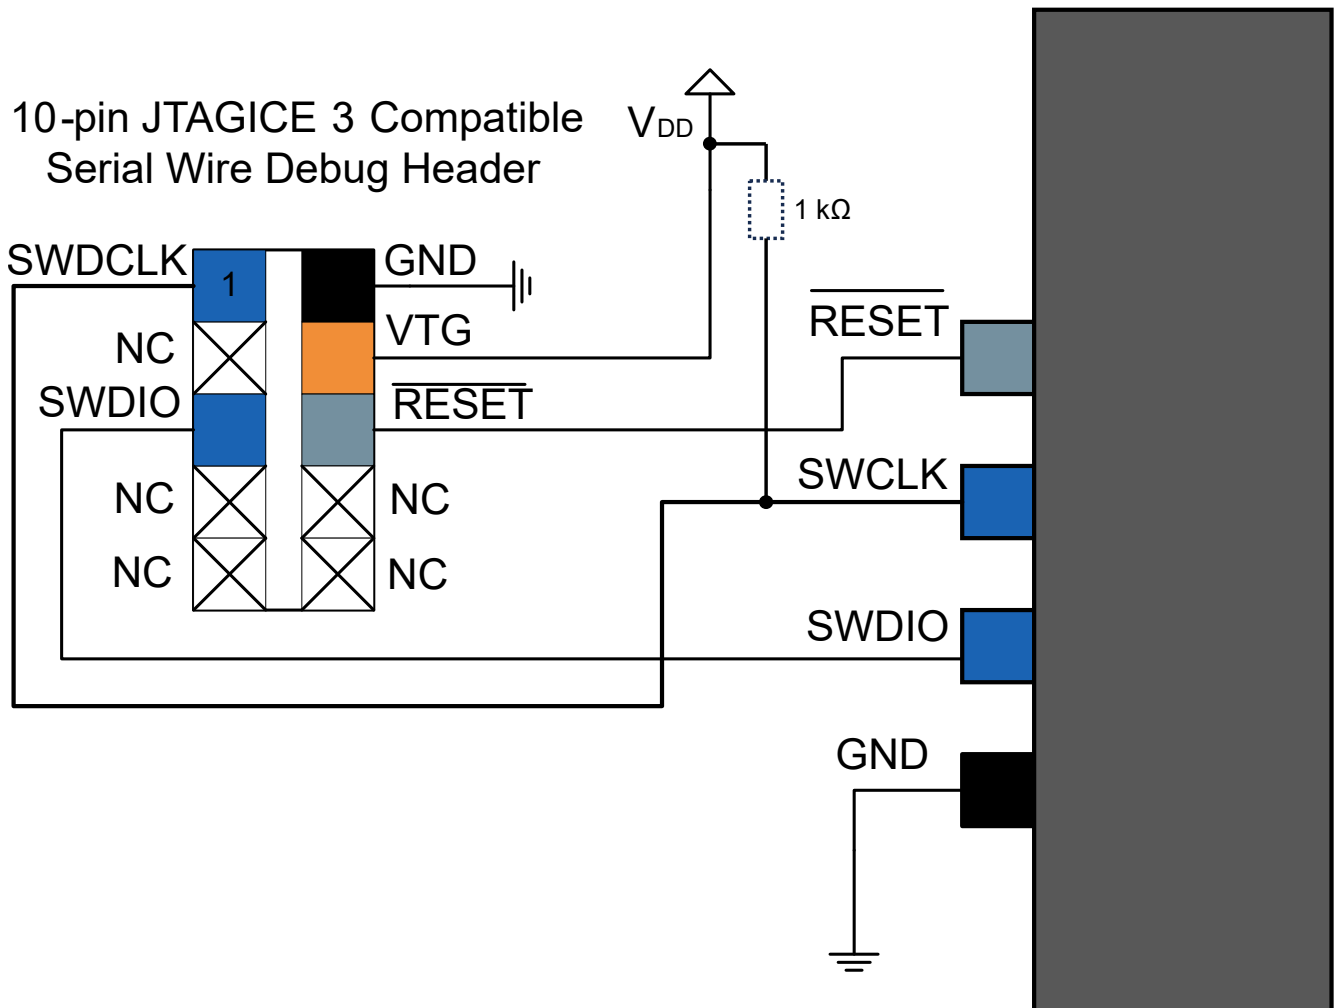 10-pin JTAGICE 3 Compatible
Serial Wire Debug Header
VDD
1 kΩ
SWDCLK
1
GND
NC
VTG
SWDIO
RESET
NC
NC
NC
NC
RESET
SWCLK
SWDIO
GND